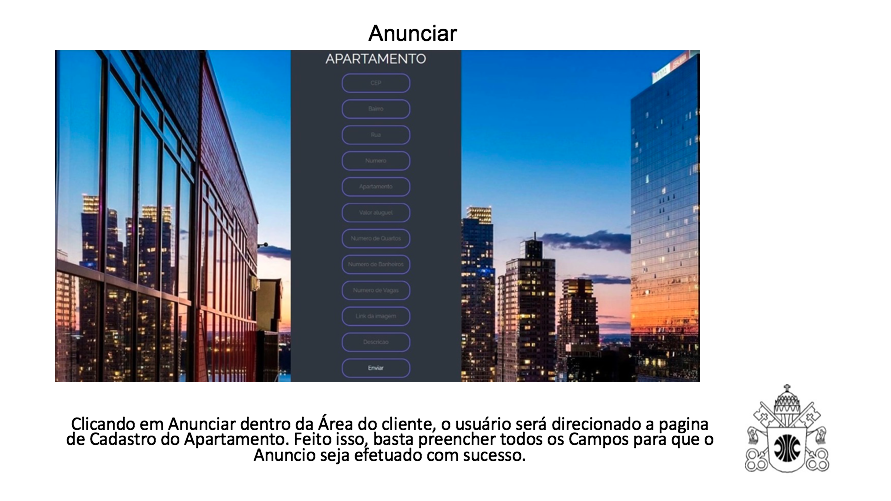 Anunciar
APARTAMENTO
CEP
Bairro
Rua
Numero
Apartamento
Valor aluguel
Numero de Quartos
Numero de Banheiros
Numero de Vagas
Link da imagem
Enviar
Clicando em Anunciar dentro da Área do cliente, o usuário será direcionado a pagina
de Cadastro do Apartamento. Feito isso, basta preencher todos os Campos para que o
Anuncio seja efetuado com sucesso.